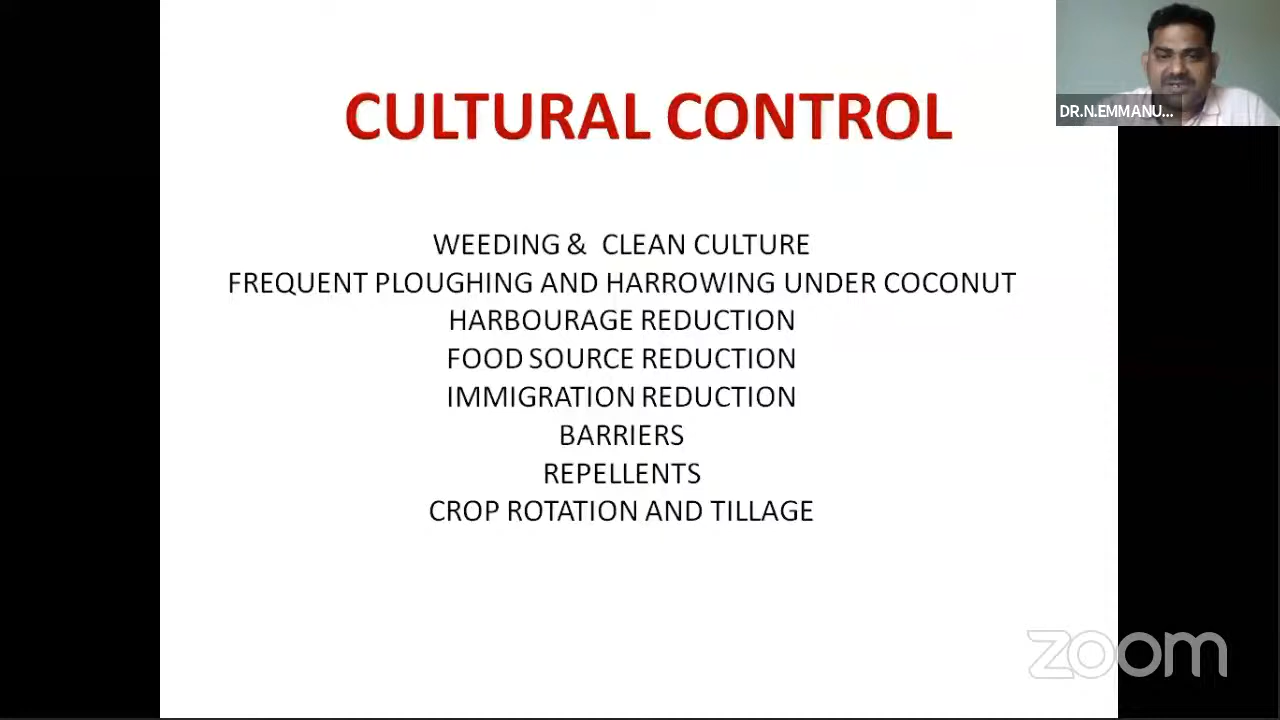 CULTURAL CONTROL
DR.N.EMMANU...
WEEDING & CLEAN CULTURE
FREQUENT PLOUGHING AND HARROWING UNDER COCONUT
HARBOURAGE REDUCTION
FOOD SOURCE REDUCTION
IMMIGRATION REDUCTION
BARRIERS
REPELLENTS
CROP ROTATION AND TILLAGE
zoom